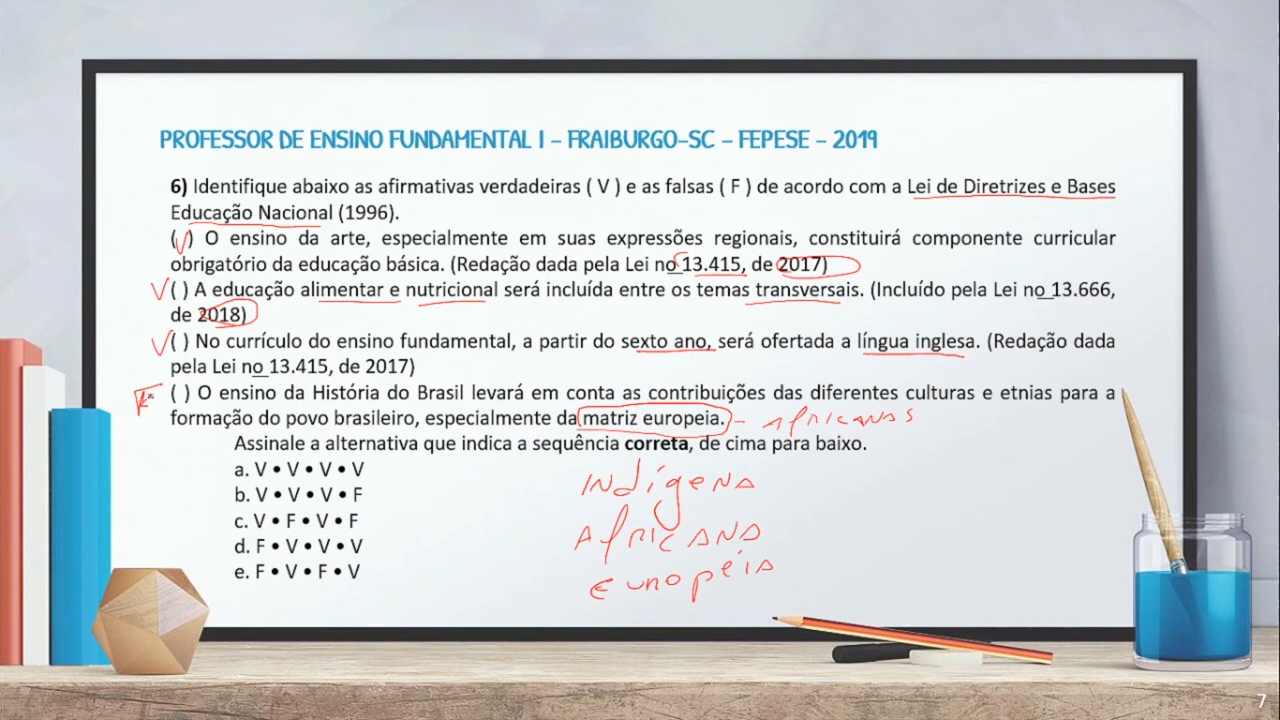 PROFESSOR DE ENSINO FUNDAMENTAL I – FRAIBURGO-SC – FEPESE – 2019
6) Identifique abaixo as afirmativas verdadeiras ( V ) e as falsas ( F ) de acordo com a Lei de Diretrizes e Bases
Educação Nacional (1996).
( V ) O ensino da arte, especialmente em suas expressões regionais, constituirá componente curricular
obrigatório da educação básica. (Redação dada pela Lei no 13.415, de 2017)
V ( ) A educação alimentar e nutricional será incluída entre os temas transversais. (Incluído pela Lei no 13.666,
de 2018)
V ( ) No currículo do ensino fundamental, a partir do sexto ano, será ofertada a língua inglesa. (Redação dada
pela Lei no 13.415, de 2017)
F ( ) O ensino da História do Brasil levará em conta as contribuições das diferentes culturas e etnias para a
formação do povo brasileiro, especialmente da matriz europeia. – AfRICANAS
Assinale a alternativa que indica a sequência correta, de cima para baixo.
a. V • V • V • V
INdígeNA
b. V • V • V • F
c. V • F • V • F
AfRICANA
d. F • V • V • V
e. F • V • F • V
euRopéiA
7